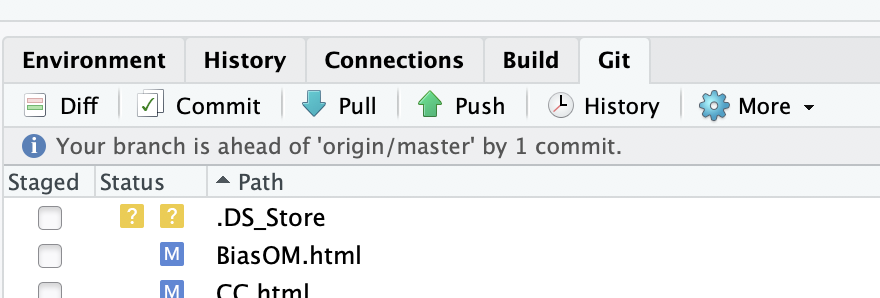 Environment History Connections Build Git
Diff Commit Pull Push History More
Your branch is ahead of 'origin/master' by 1 commit.
Staged Status Path
? ? .DS_Store
M BiasOM.html
M CC.html